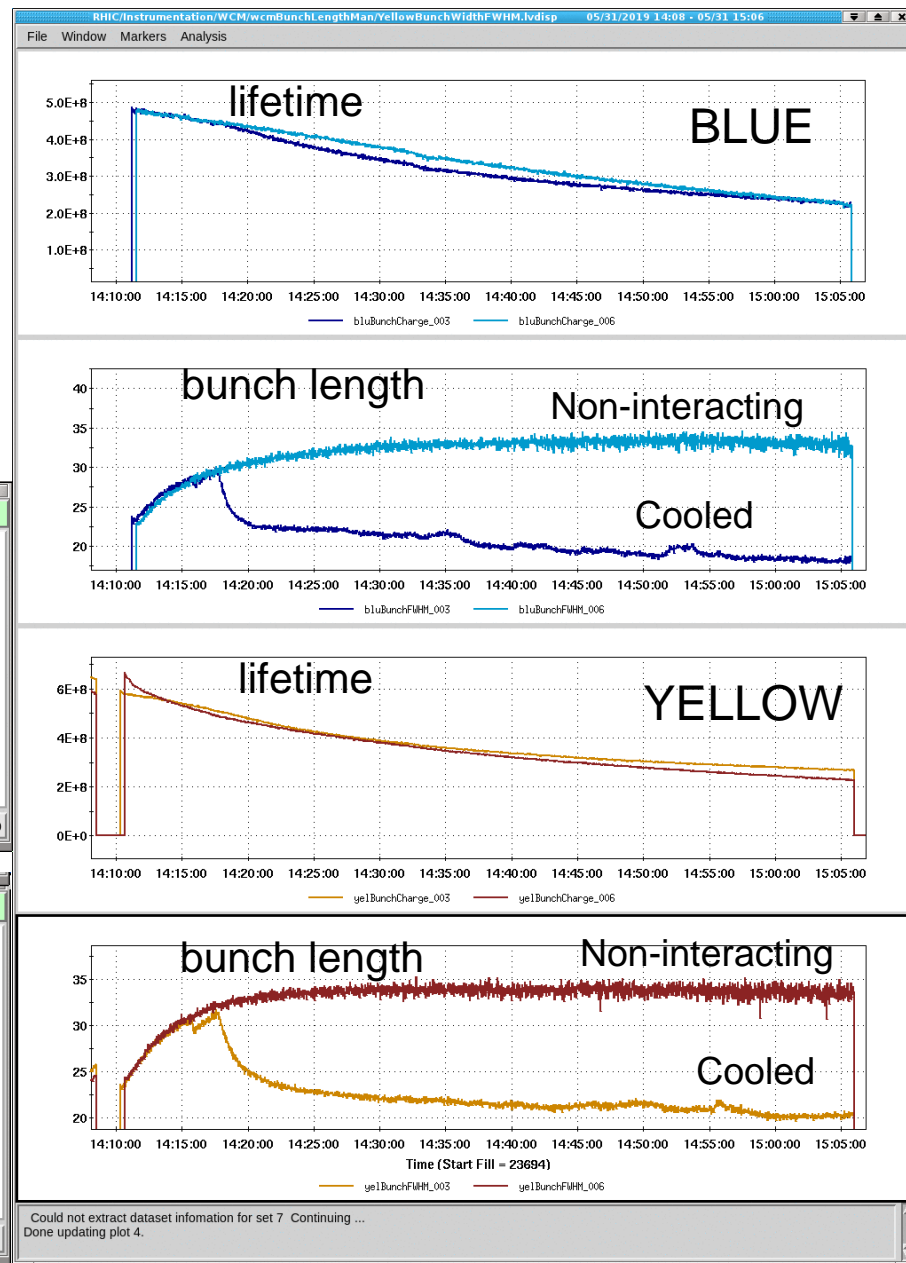 RHIC/Instrumentation/WCM/wcmBunchLengthMan/YellowBunchWidthFWHM.lvdisp 05/31/2019 14:08 - 05/31 15:06
File Window Markers Analysis
lifetime
BLUE
5.0E+8
4.0E+8
3.0E+8
2.0E+8
1.0E+8
14:10:00 14:15:00 14:20:00 14:25:00 14:30:00 14:35:00 14:40:00 14:45:00 14:50:00 14:55:00 15:00:00 15:05:00
bluBunchCharge_003 bluBunchCharge_006
bunch length
Non-interacting
Cooled
40
35
30
25
20
14:10:00 14:15:00 14:20:00 14:25:00 14:30:00 14:35:00 14:40:00 14:45:00 14:50:00 14:55:00 15:00:00 15:05:00
bluBunchFWHM_003 bluBunchFWHM_006
lifetime
YELLOW
6E+8
4E+8
2E+8
0E+0
14:10:00 14:15:00 14:20:00 14:25:00 14:30:00 14:35:00 14:40:00 14:45:00 14:50:00 14:55:00 15:00:00 15:05:00
yelBunchCharge_003 yelBunchCharge_006
bunch length
Non-interacting
Cooled
35
30
25
20
14:10:00 14:15:00 14:20:00 14:25:00 14:30:00 14:35:00 14:40:00 14:45:00 14:50:00 14:55:00 15:00:00 15:05:00
Time (Start Fill = 23694)
yelBunchFWHM_003 yelBunchFWHM_006
Could not extract dataset infomation for set 7 Continuing ...
Done updating plot 4.